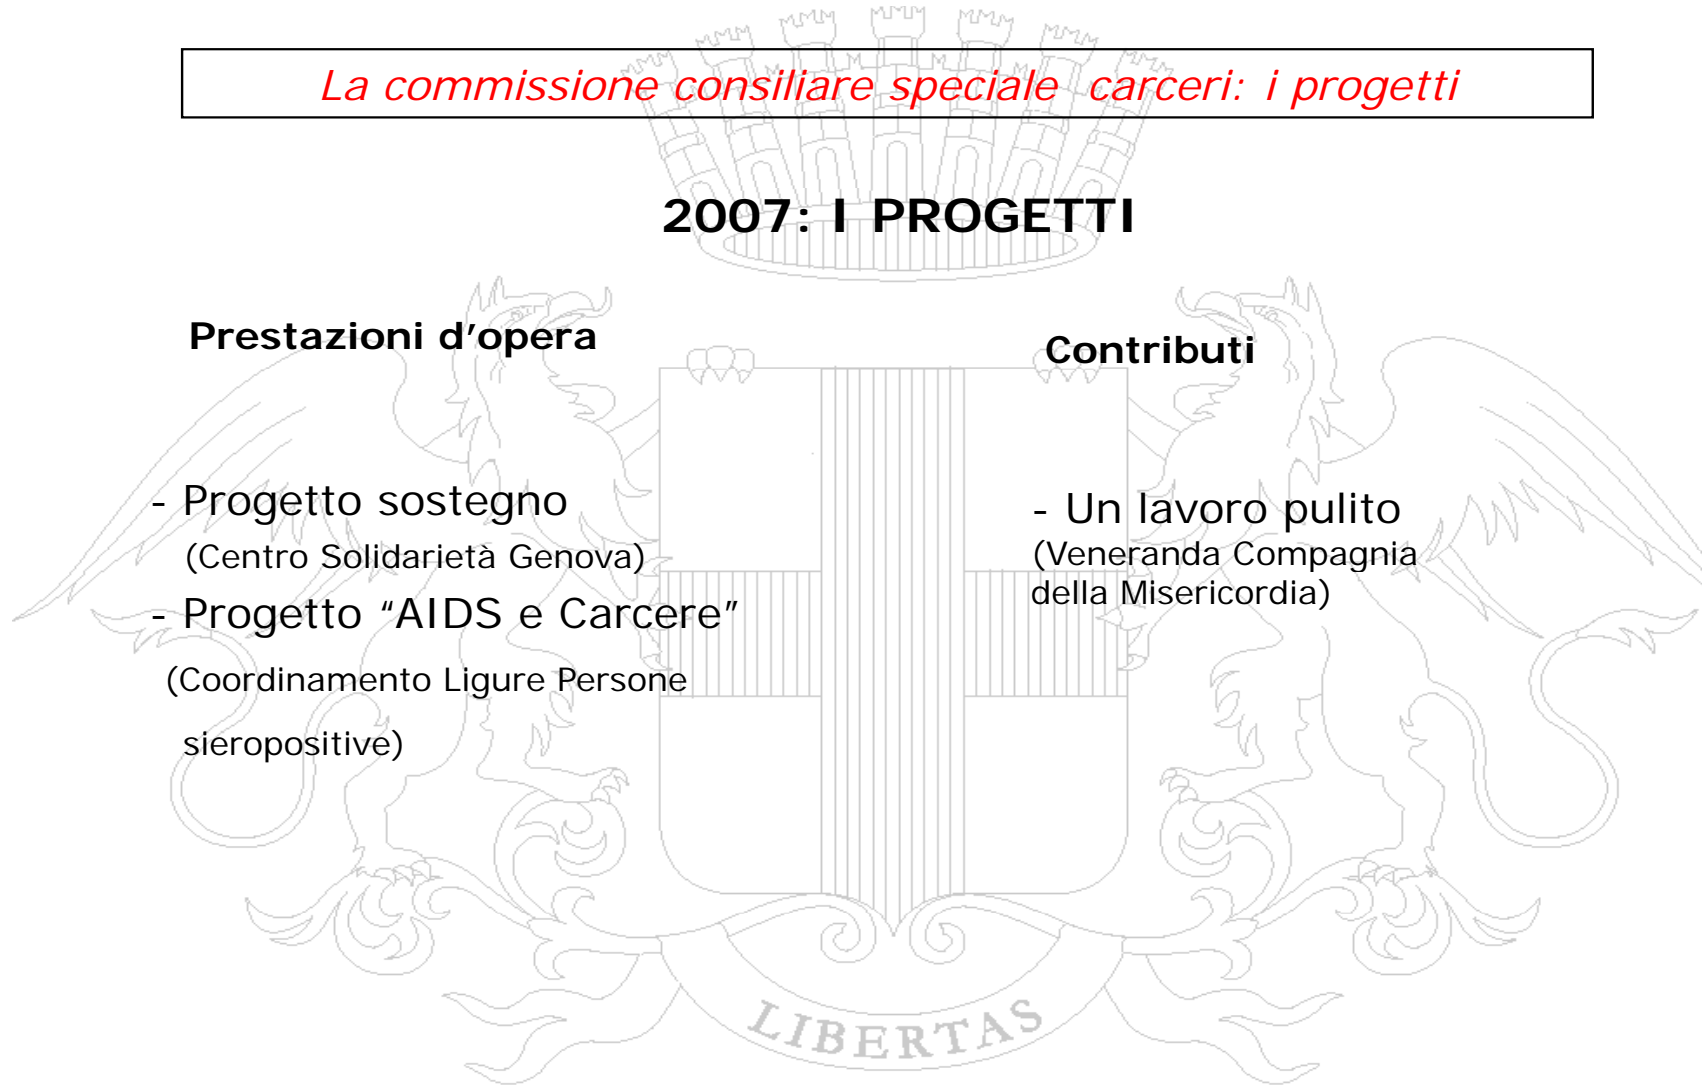 La commissione consiliare speciale carceri: i progetti
2007: I PROGETTI
Prestazioni d'opera
- Progetto sostegno
(Centro Solidarietà Genova)
- Progetto “AIDS e Carcere”
(Coordinamento Ligure Persone
sieropositive)
Contributi
- Un lavoro pulito
(Veneranda Compagnia
della Misericordia)
LIBERTAS